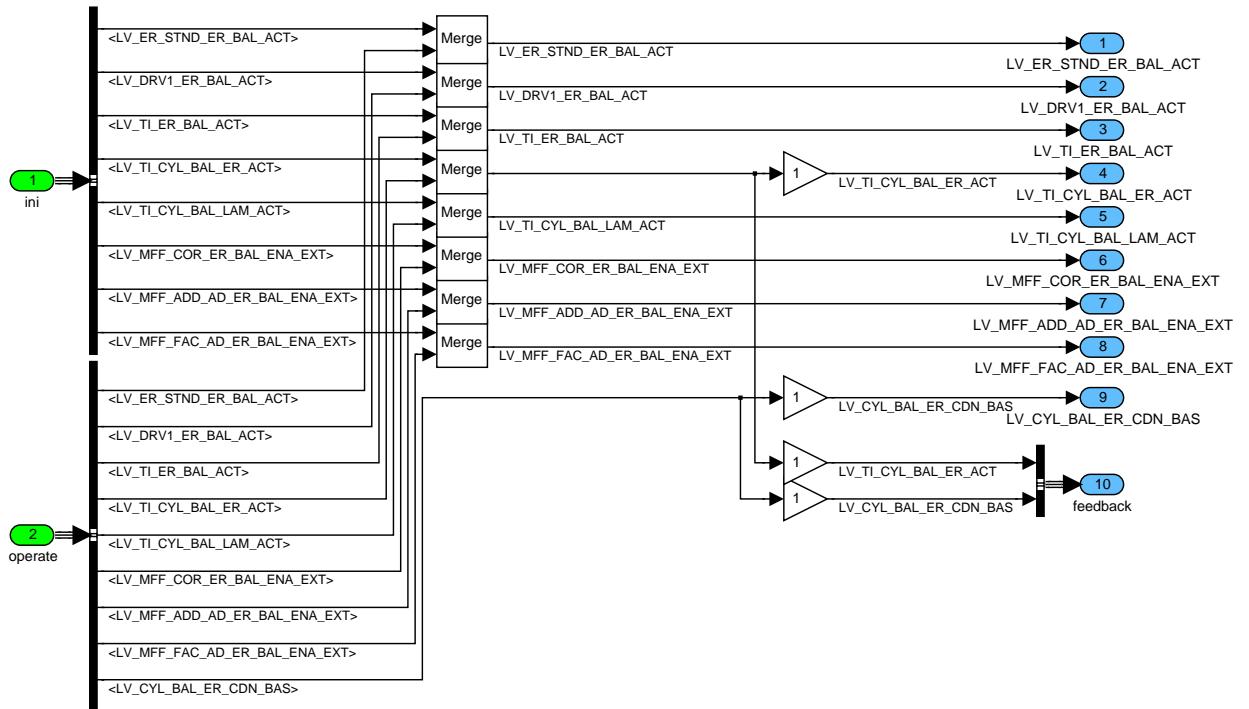 <LV_ER_STND_ER_BAL_ACT>
Merge
LV_ER_STND_ER_BAL_ACT
1
LV_ER_STND_ER_BAL_ACT
<LV_DRV1_ER_BAL_ACT>
Merge
LV_DRV1_ER_BAL_ACT
2
LV_DRV1_ER_BAL_ACT
<LV_TI_ER_BAL_ACT>
Merge
LV_TI_ER_BAL_ACT
3
LV_TI_ER_BAL_ACT
1
ini
<LV_TI_CYL_BAL_ER_ACT>
Merge
1
LV_TI_CYL_BAL_ER_ACT
4
LV_TI_CYL_BAL_ER_ACT
<LV_TI_CYL_BAL_LAM_ACT>
Merge
LV_TI_CYL_BAL_LAM_ACT
5
LV_TI_CYL_BAL_LAM_ACT
<LV_MFF_COR_ER_BAL_ENA_EXT>
Merge
LV_MFF_COR_ER_BAL_ENA_EXT
6
LV_MFF_COR_ER_BAL_ENA_EXT
<LV_MFF_ADD_AD_ER_BAL_ENA_EXT>
Merge
LV_MFF_ADD_AD_ER_BAL_ENA_EXT
7
LV_MFF_ADD_AD_ER_BAL_ENA_EXT
<LV_MFF_FAC_AD_ER_BAL_ENA_EXT>
Merge
LV_MFF_FAC_AD_ER_BAL_ENA_EXT
8
LV_MFF_FAC_AD_ER_BAL_ENA_EXT
<LV_ER_STND_ER_BAL_ACT>
1
LV_CYL_BAL_ER_CDN_BAS
9
LV_CYL_BAL_ER_CDN_BAS
<LV_DRV1_ER_BAL_ACT>
<LV_TI_ER_BAL_ACT>
1
LV_TI_CYL_BAL_ER_ACT
<LV_TI_CYL_BAL_ER_ACT>
1
LV_CYL_BAL_ER_CDN_BAS
10
feedback
2
operate
<LV_TI_CYL_BAL_LAM_ACT>
<LV_MFF_COR_ER_BAL_ENA_EXT>
<LV_MFF_ADD_AD_ER_BAL_ENA_EXT>
<LV_MFF_FAC_AD_ER_BAL_ENA_EXT>
<LV_CYL_BAL_ER_CDN_BAS>